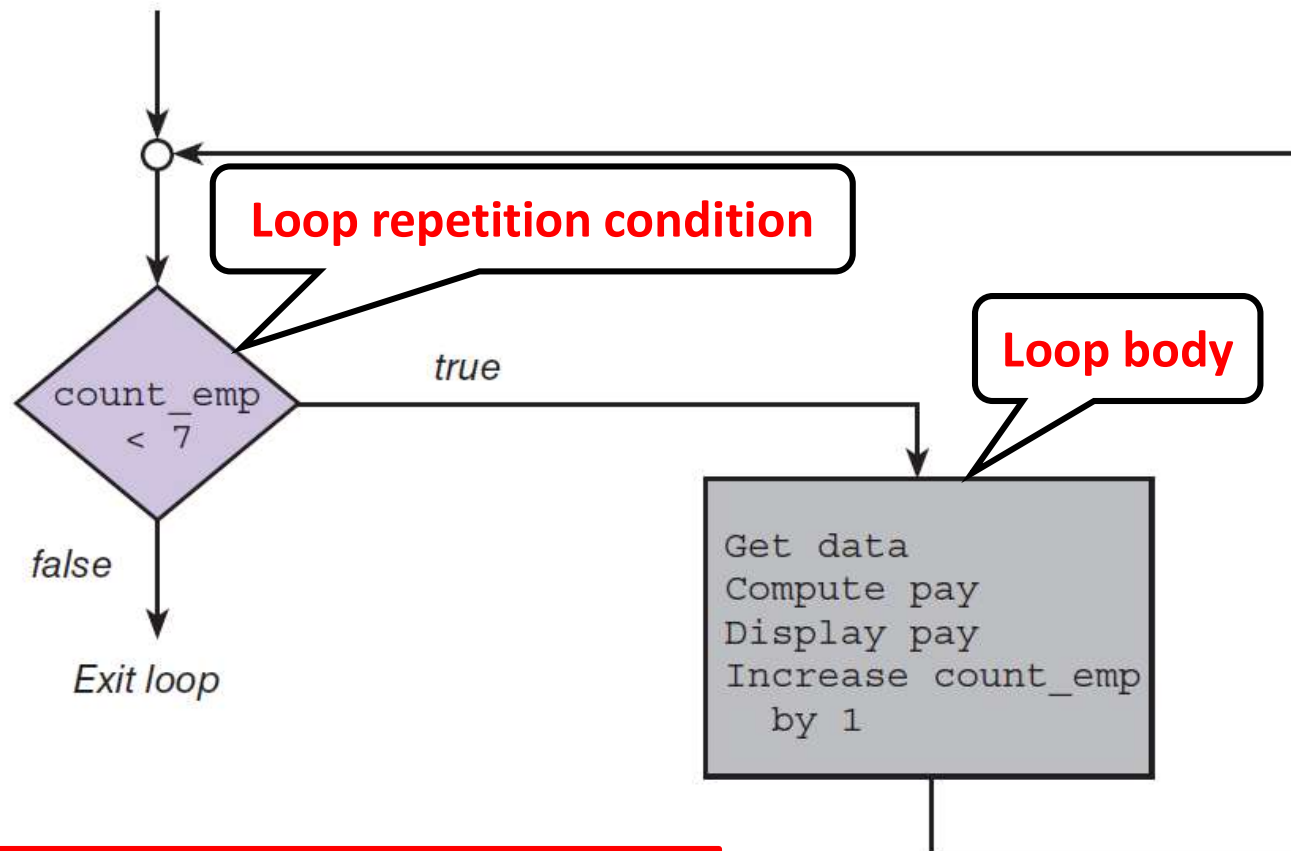 Loop repetition condition
Loop body
true
count_emp
< 7
false
Get data
Compute pay
Display pay
Increase count_emp
by 1
Exit loop